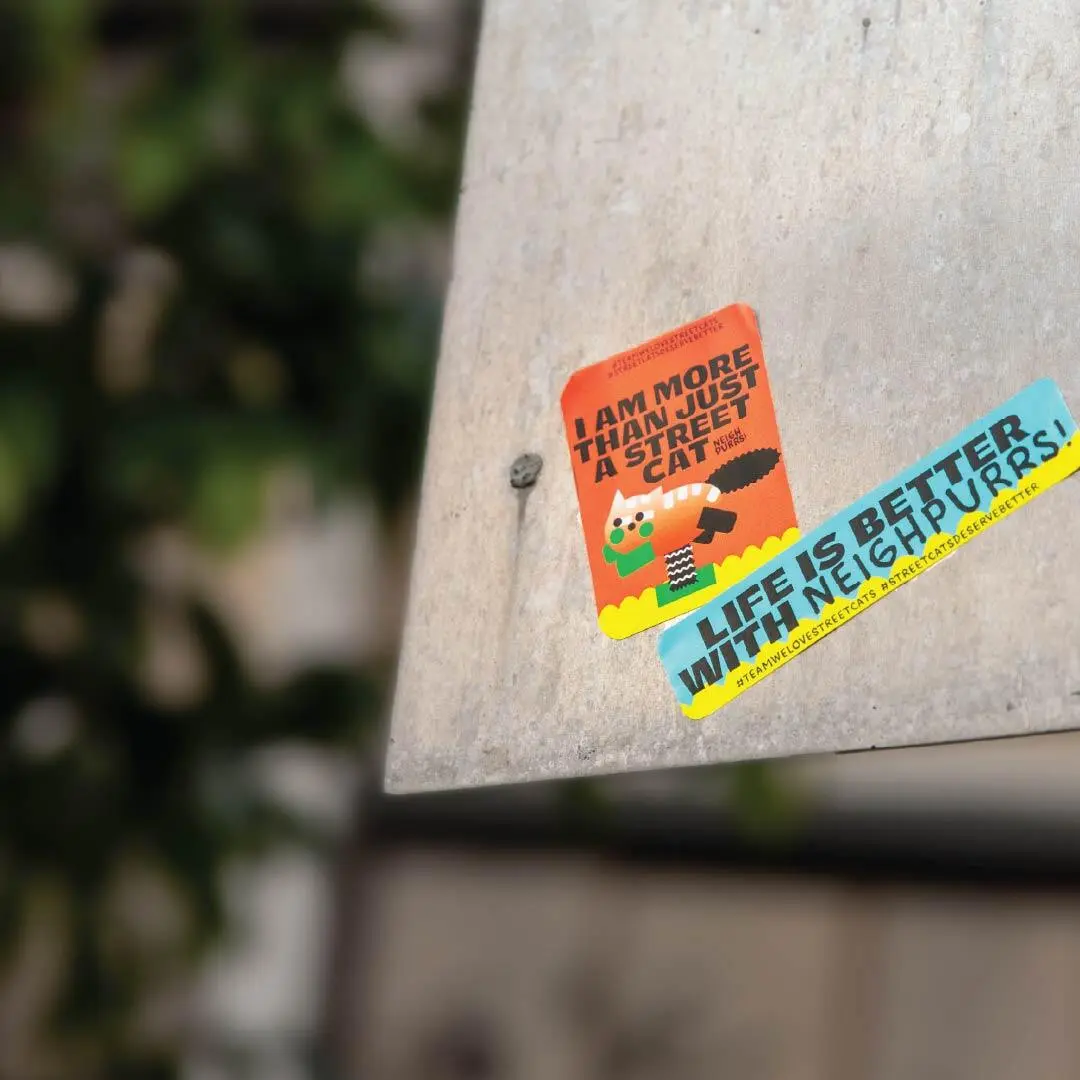 #TEAMWELOVESTREETCATS
#STREETCATSDESERVEBETTER
I AM MORE
THAN JUST
A STREET
CAT
NEIGH
PURRS!
LIFE IS BETTER
WITH NEIGHPURRS!
#TEAMWELOVESTREETCATS #STREETCATSDESERVEBETTER